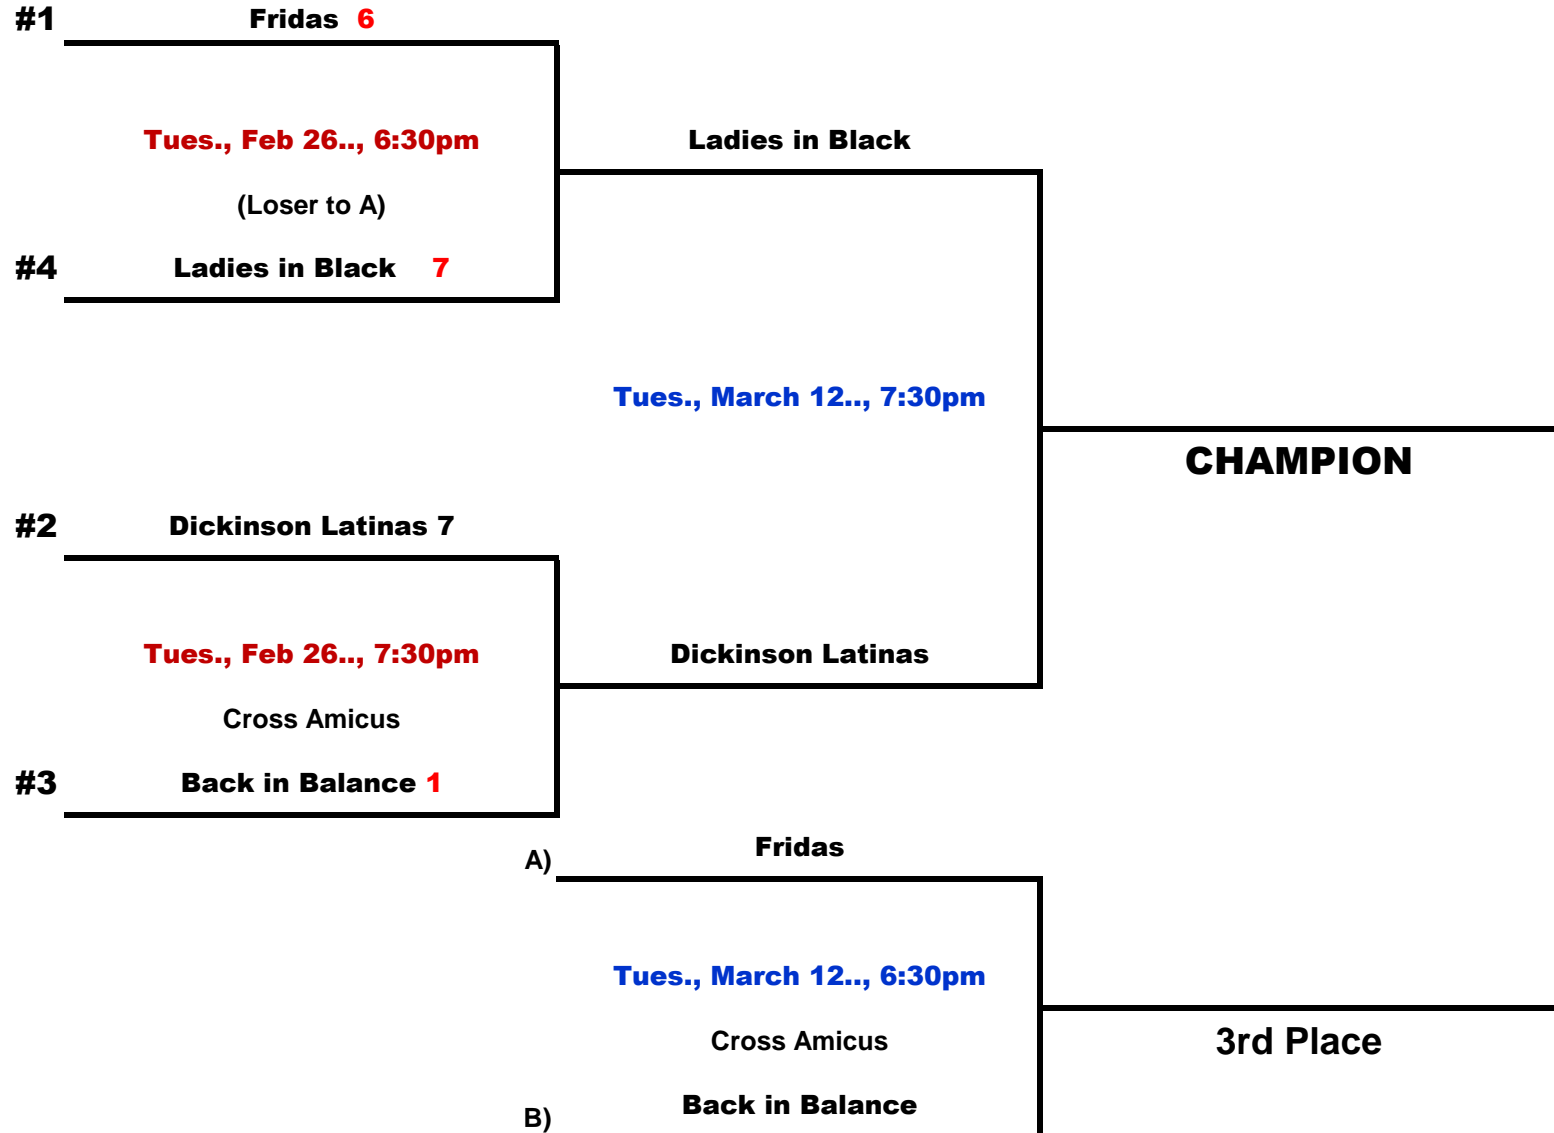 #1 Fridas 6
Tues., Feb 26.., 6:30pm
Ladies in Black
(Loser to A)
#4 Ladies in Black 7
Tues., March 12.., 7:30pm
CHAMPION
#2 Dickinson Latinas 7
Tues., Feb 26.., 7:30pm
Dickinson Latinas
Cross Amicus
#3 Back in Balance 1
A) Fridas
Tues., March 12.., 6:30pm
Cross Amicus
3rd Place
B) Back in Balance